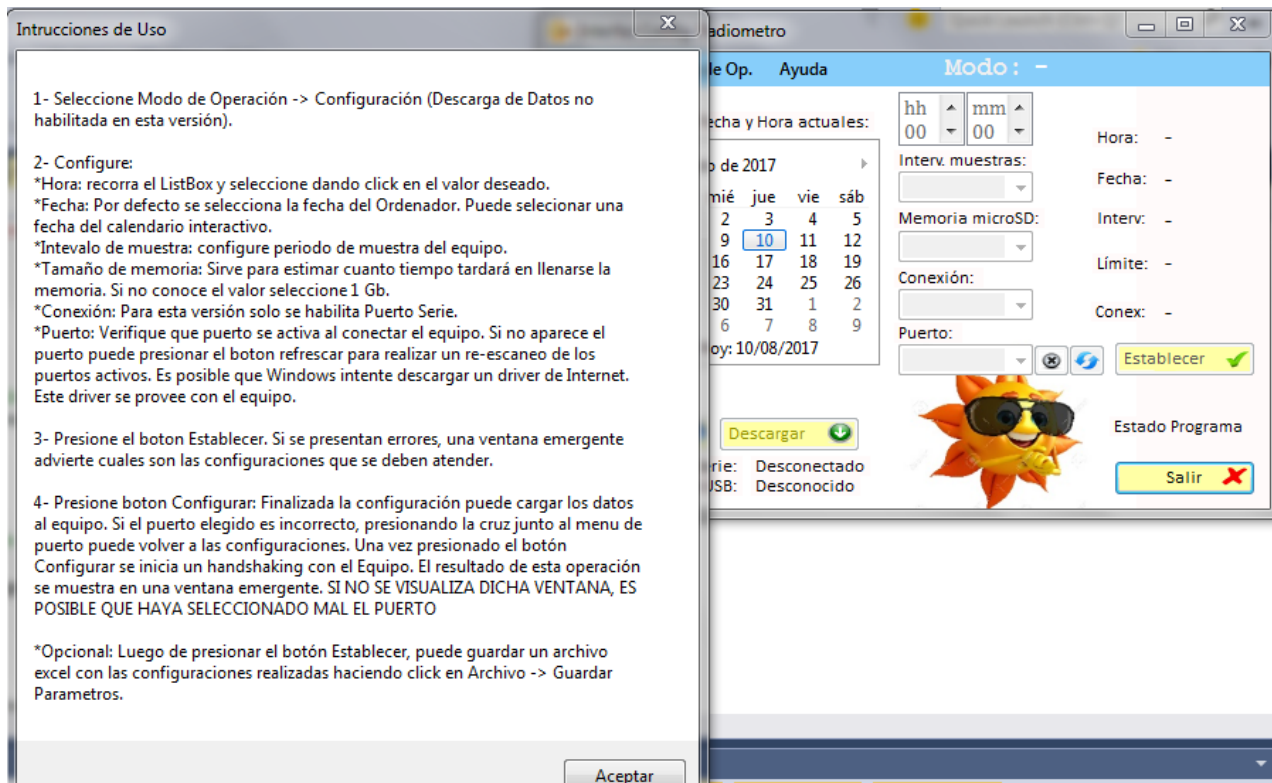 Intrucciones de Uso
1- Seleccione Modo de Operación -> Configuración (Descarga de Datos no
habilitada en esta versión).
2- Configure:
*Hora: recorra el ListBox y seleccione dando click en el valor deseado.
*Fecha: Por defecto se selecciona la fecha del Ordenador. Puede selecionar una
fecha del calendario interactivo.
*Intevalo de muestra: configure periodo de muestra del equipo.
*Tamaño de memoria: Sirve para estimar cuanto tiempo tardará en llenarse la
memoria. Si no conoce el valor seleccione 1 Gb.
*Conexión: Para esta versión solo se habilita Puerto Serie.
*Puerto: Verifique que puerto se activa al conectar el equipo. Si no aparece el
puerto puede presionar el boton refrescar para realizar un re-escaneo de los
puertos activos. Es posible que Windows intente descargar un driver de Internet.
Este driver se provee con el equipo.
3- Presione el boton Establecer. Si se presentan errores, una ventana emergente
advierte cuales son las configuraciones que se deben atender.
4- Presione boton Configurar: Finalizada la configuración puede cargar los datos
al equipo. Si el puerto elegido es incorrecto, presionando la cruz junto al menu de
puerto puede volver a las configuraciones. Una vez presionado el botón
Configurar se inicia un handshaking con el Equipo. El resultado de esta operación
se muestra en una ventana emergente. SI NO SE VISUALIZA DICHA VENTANA, ES
POSIBLE QUE HAYA SELECCIONADO MAL EL PUERTO
*Opcional: Luego de presionar el botón Establecer, puede guardar un archivo
excel con las configuraciones realizadas haciendo click en Archivo -> Guardar
Parametros.
Aceptar
adiometro
de Op. Ayuda Modo: -
echa y Hora actuales:
o de 2017
mié jue vie sáb
2 3 4 5
9 10 11 12
16 17 18 19
23 24 25 26
30 31 1 2
6 7 8 9
oy: 10/08/2017
Descargar
rie: Desconectado
USB: Desconocido
hh mm
00 00
Interv. muestras:
Memoria microSD:
Conexión:
Puerto:
Hora: -
Fecha: -
Interv: -
Límite: -
Conex: -
Establecer
Estado Programa
Salir